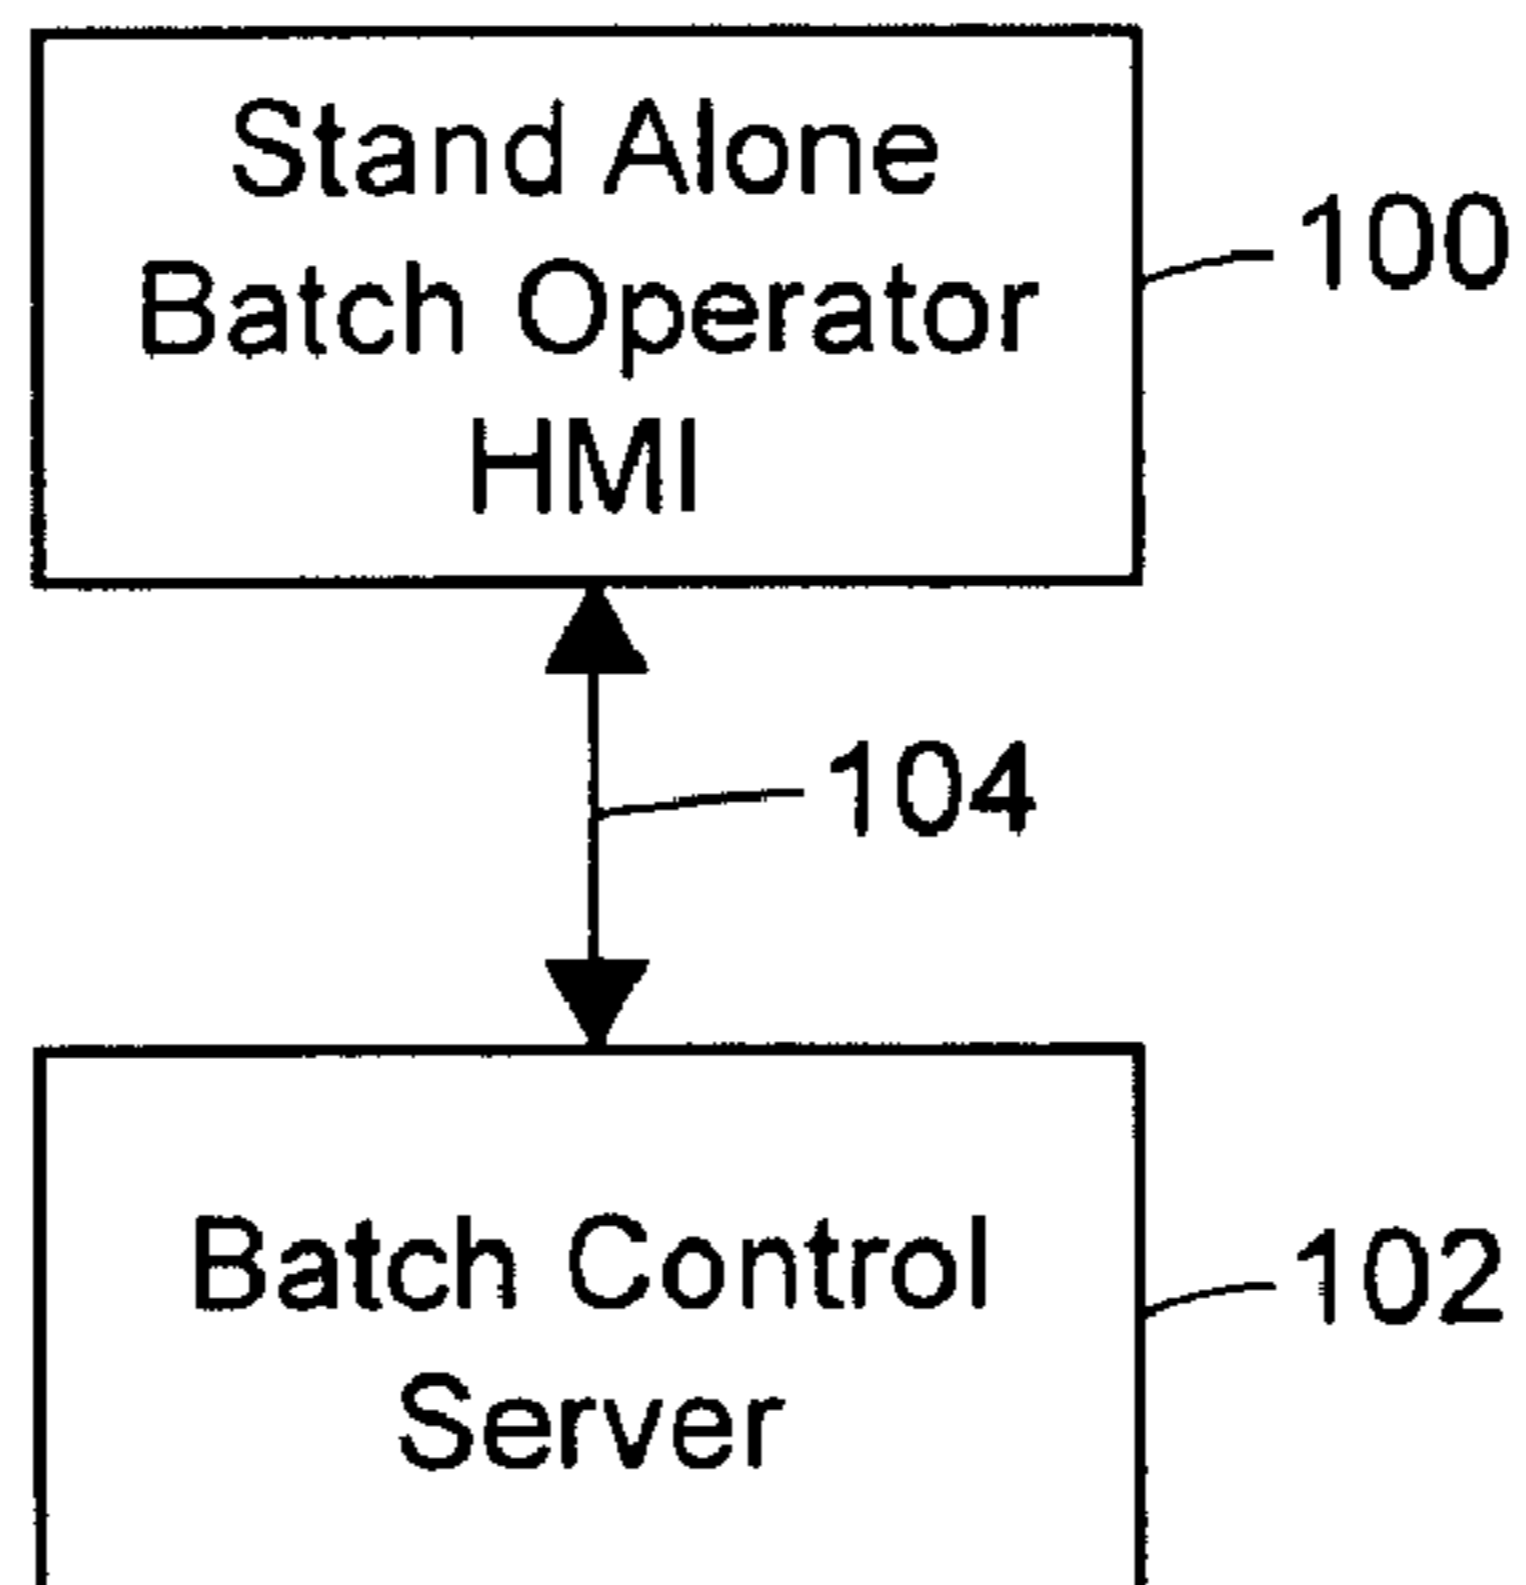 Stand Alone
Batch Operator
HMI
100
104
Batch Control
Server
102